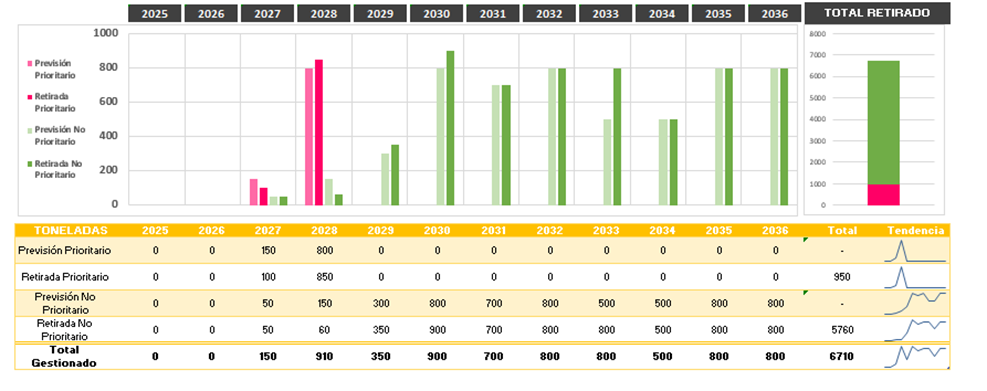 2025 2026 2027 2028 2029 2030 2031 2032 2033 2034 2035 2036 TOTAL RETIRADO
1000
800
600
400
200
0
Previsión
Prioritario
Retirada
Prioritario
Previsión No
Prioritario
Retirada No
Prioritario
8000
7000
6000
5000
4000
3000
2000
1000
0
TONELADAS 2025 2026 2027 2028 2029 2030 2031 2032 2033 2034 2035 2036 Total Tendencia
Previsión Prioritario 0 0 150 800 0 0 0 0 0 0 0 0 -
Retirada Prioritario 0 0 100 850 0 0 0 0 0 0 0 0 950
Previsión No
Prioritario 0 0 50 150 300 800 700 800 500 500 800 800 -
Retirada No
Prioritario 0 0 50 60 350 900 700 800 800 500 800 800 5760
Total
Gestionado 0 0 150 910 350 900 700 800 800 500 800 800 6710